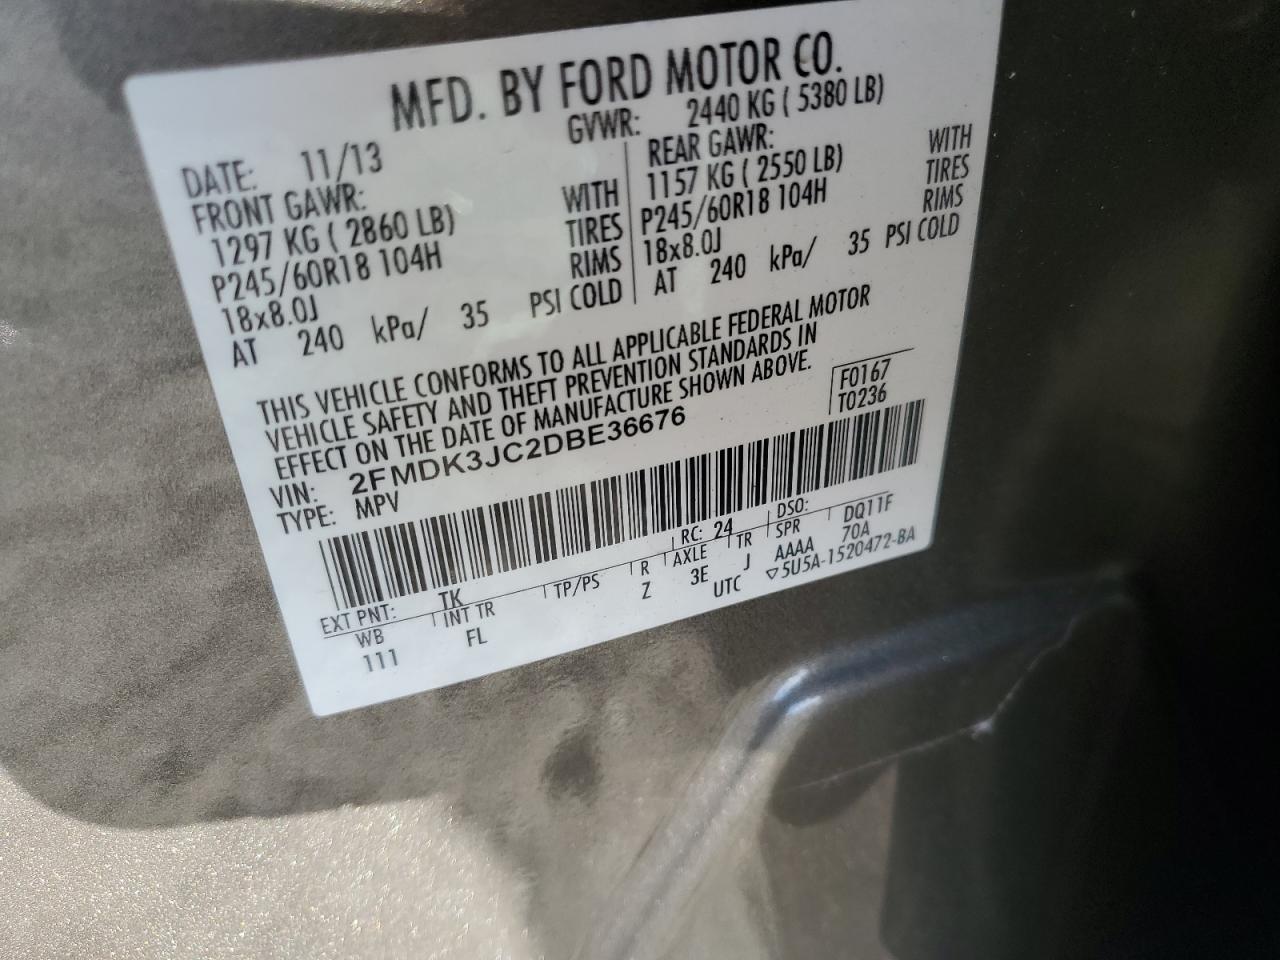 MFD. BY FORD MOTOR CO.
DATE: 11/13 GVWR: 2440 KG ( 5380 LB)
FRONT GAWR: REAR GAWR:
1297 KG ( 2860 LB) WITH 1157 KG ( 2550 LB) WITH
P245/60R18 104H TIRES P245/60R18 104H TIRES
18x8.0J RIMS 18x8.0J RIMS
AT 240 kPa/ 35 PSI COLD AT 240 kPa/ 35 PSI COLD
THIS VEHICLE CONFORMS TO ALL APPLICABLE FEDERAL MOTOR
VEHICLE SAFETY AND THEFT PREVENTION STANDARDS IN
EFFECT ON THE DATE OF MANUFACTURE SHOWN ABOVE.
VIN: 2FMDK3JC2DBE36676 F0167
TYPE: MPV T0236
EXT PNT: TK RC: 24 DSO:
WB INT TR TP/PS R AXLE TR SPR DQ11F
111 FL Z 3E J AAAA 70A
UTC ▽5U5A-1520472-BA